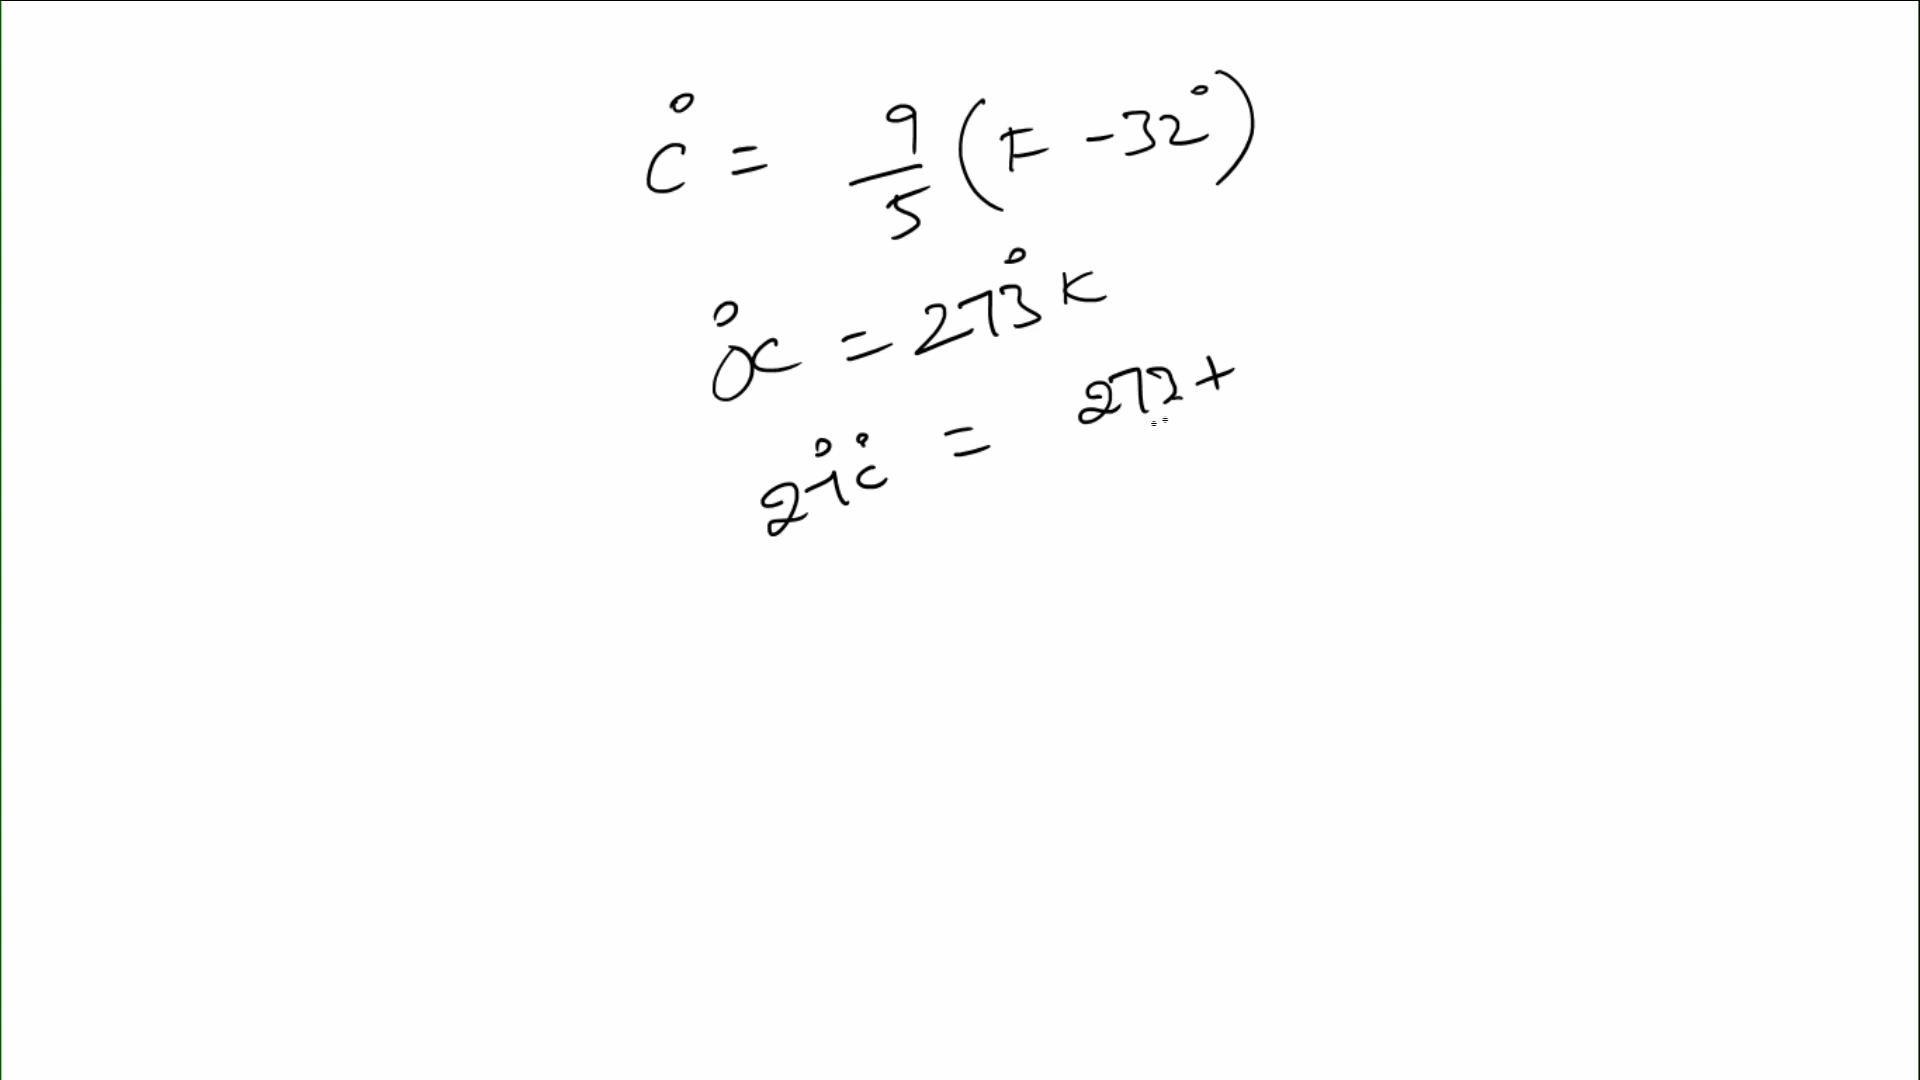 C° = 9/5 (F - 32°)
0°C = 273° K
27°C = 273 +